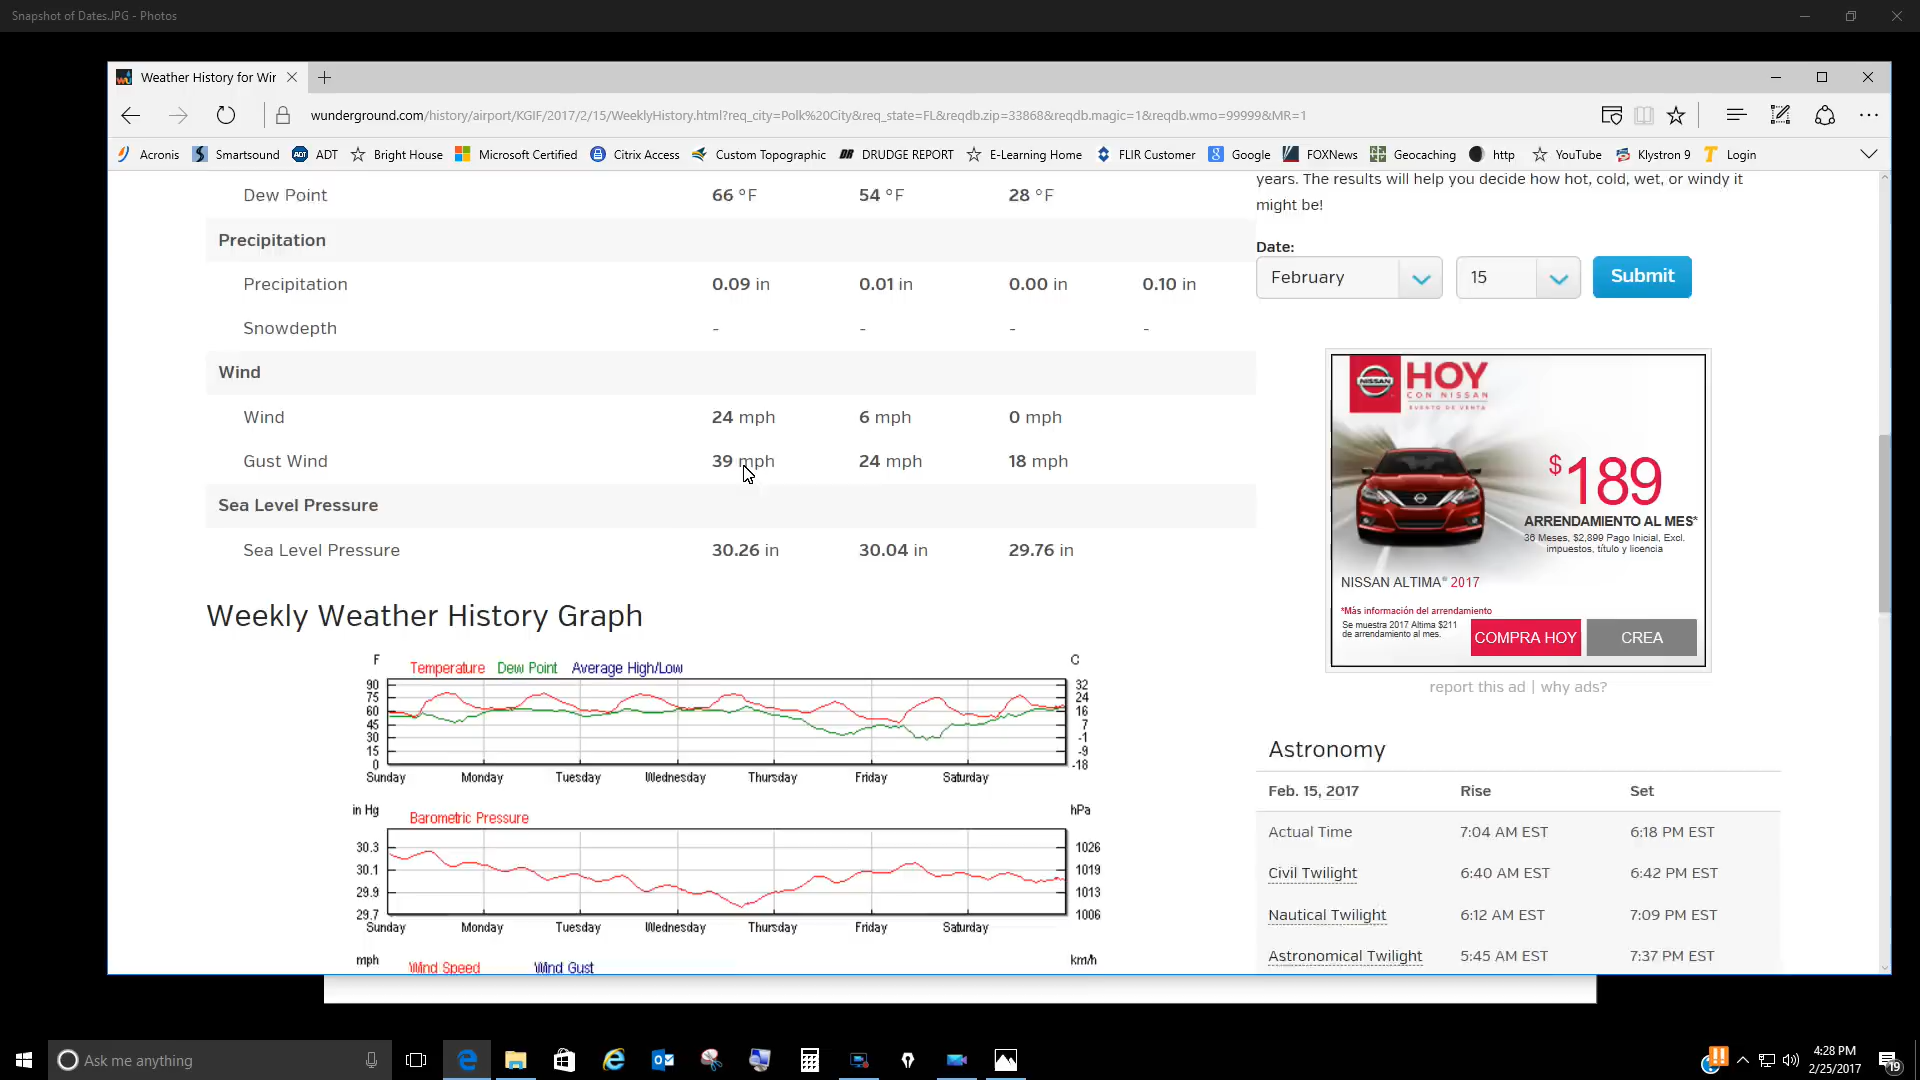 Snapshot of Dates.JPG - Photos
Weather History for Wir
wunderground.com/history/airport/KGIF/2017/2/15/WeeklyHistory.html?req_city=Polk%20City&req_state=FL&reqdb.zip=33868&reqdb.magic=1&reqdb.wmo=99999&MR=1
Acronis Smartsound ADT Bright House Microsoft Certified Citrix Access Custom Topographic DRUDGE REPORT E-Learning Home FLIR Customer Google FOXNews Geocaching http YouTube Klystron 9 Login
Dew Point 66 °F 54 °F 28 °F
Precipitation
Precipitation 0.09 in 0.01 in 0.00 in 0.10 in
Snowdepth - - - -
Wind
Wind 24 mph 6 mph 0 mph
Gust Wind 39 mph 24 mph 18 mph
Sea Level Pressure
Sea Level Pressure 30.26 in 30.04 in 29.76 in
Weekly Weather History Graph
F Temperature Dew Point Average High/Low C
90 32
75 24
60 16
45 7
30 -1
15 -9
0 -18
Sunday Monday Tuesday Wednesday Thursday Friday Saturday
in Hg Barometric Pressure hPa
30.3 1026
30.1 1019
29.9 1013
29.7 1006
Sunday Monday Tuesday Wednesday Thursday Friday Saturday
mph Wind Speed Wind Gust km/h
years. The results will help you decide how hot, cold, wet, or windy it
might be!
Date:
February 15 Submit
NISSAN
HOY
CON NISSAN
EVENTO DE VENTA
$189
ARRENDAMIENTO AL MES*
36 Meses, $2,899 Pago Inicial, Excl.
impuestos, título y licencia
NISSAN ALTIMA® 2017
*Más información del arrendamiento
Se muestra 2017 Altima $211
de arrendamiento al mes.
COMPRA HOY CREA
report this ad | why ads?
Astronomy
Feb. 15, 2017 Rise Set
Actual Time 7:04 AM EST 6:18 PM EST
Civil Twilight 6:40 AM EST 6:42 PM EST
Nautical Twilight 6:12 AM EST 7:09 PM EST
Astronomical Twilight 5:45 AM EST 7:37 PM EST
Ask me anything
4:28 PM
2/25/2017
19